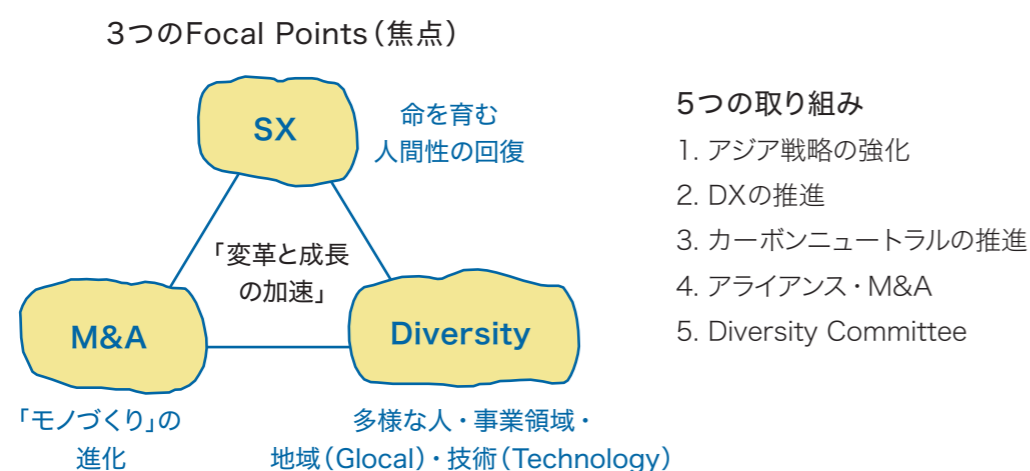 3つのFocal Points（焦点）
SX
命を育む
人間性の回復
「変革と成長
の加速」
M&A
Diversity
「モノづくり」の
進化
多様な人・事業領域・
地域（Glocal）・技術（Technology）
5つの取り組み
1. アジア戦略の強化
2. DXの推進
3. カーボンニュートラルの推進
4. アライアンス・M&A
5. Diversity Committee